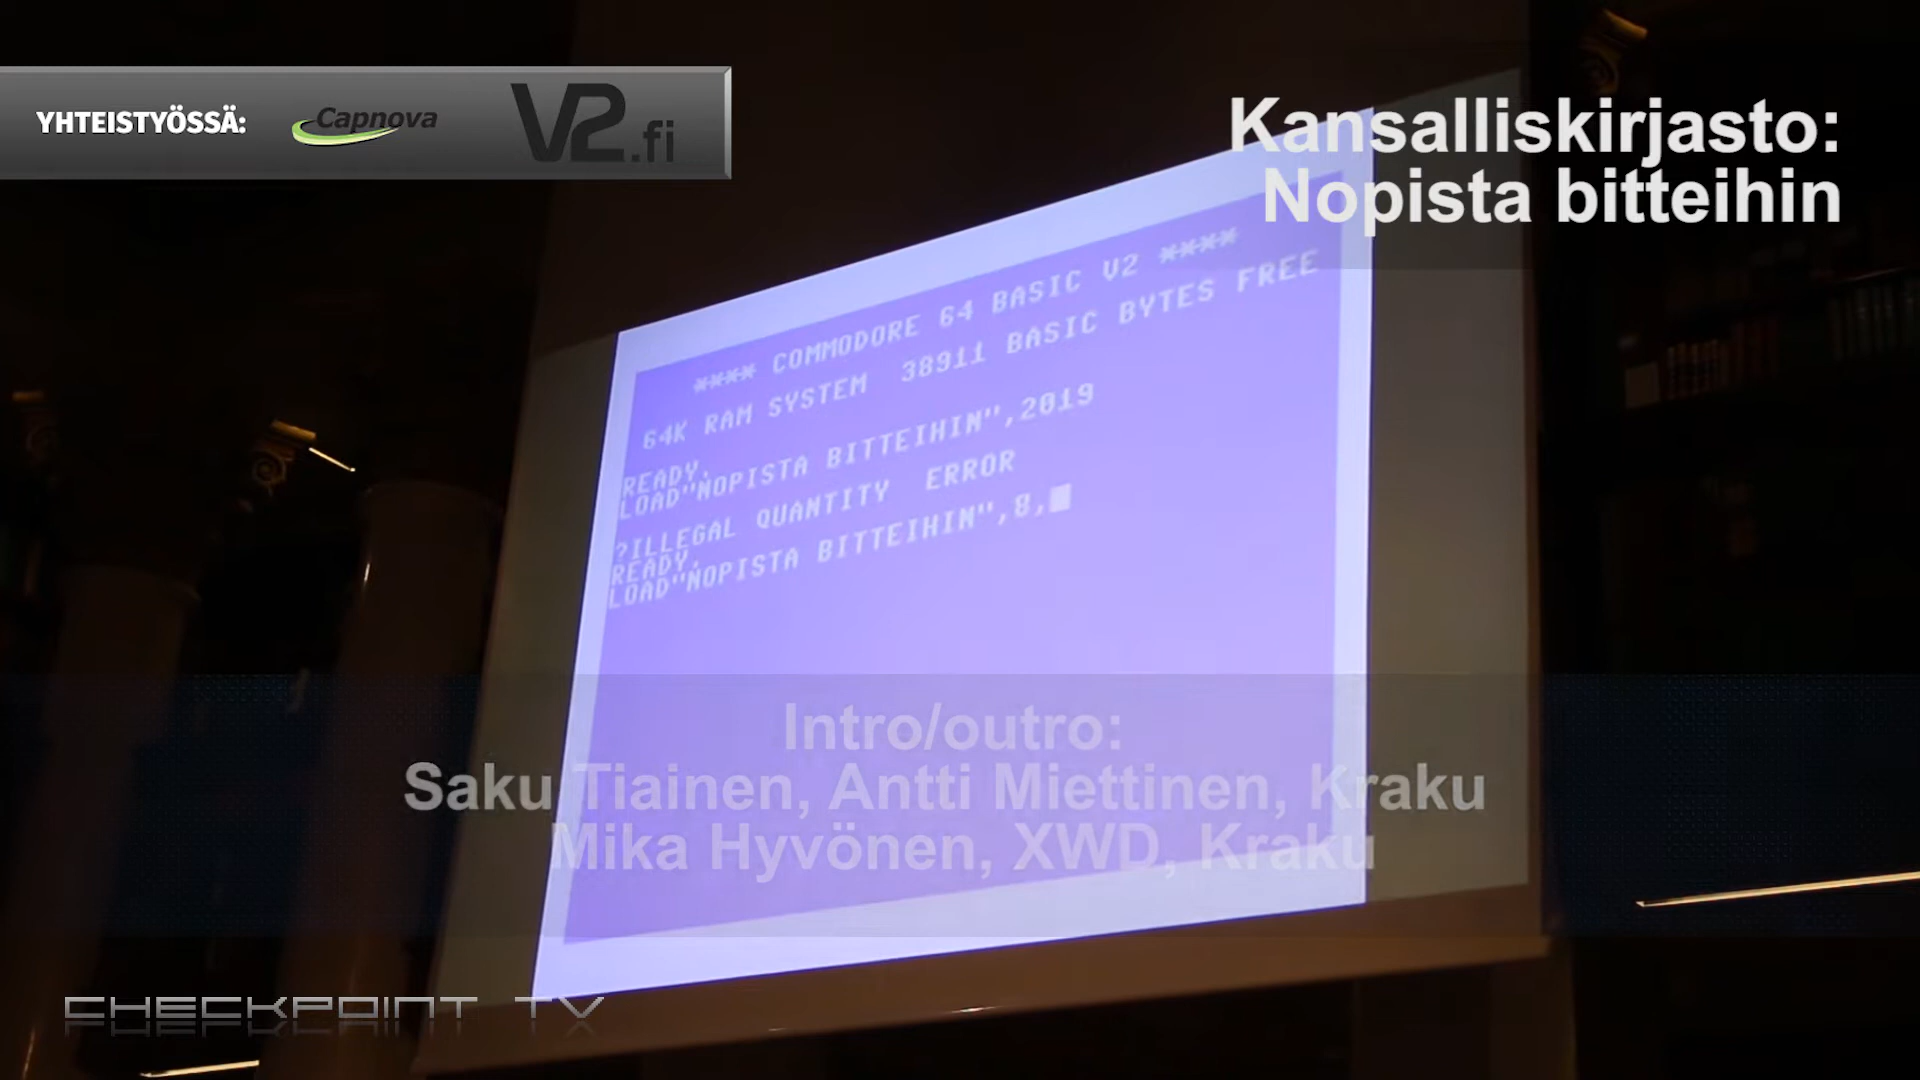 YHTEISTYÖSSÄ:
Capnova
V2.fi
Kansalliskirjasto:
Nopista bitteihin
**** COMMODORE 64 BASIC V2 ****
64K RAM SYSTEM  38911 BASIC BYTES FREE
READY.
LOAD"NOPISTA BITTEIHIN",2019
?ILLEGAL QUANTITY  ERROR
READY.
LOAD"NOPISTA BITTEIHIN",8,
Intro/outro:
Saku Tiainen, Antti Miettinen, Kraku
Mika Hyvönen, XWD, Kraku
CHECKPOINT TV